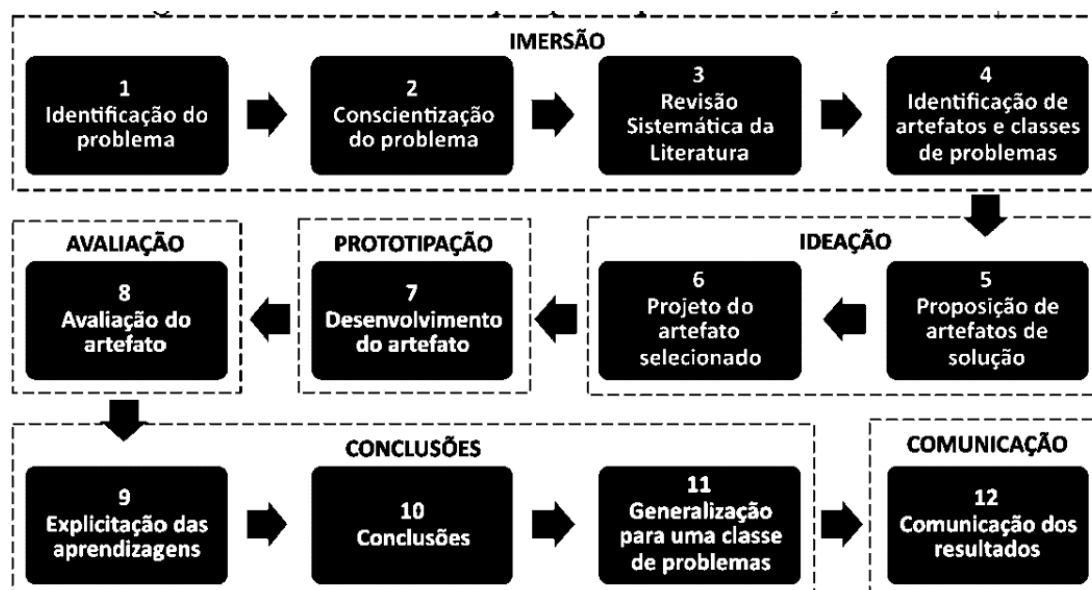 IMERSÃO
1
Identificação do
problema
2
Conscientização
do problema
3
Revisão
Sistemática da
Literatura
4
Identificação de
artefatos e classes
de problemas
IDEAÇÃO
5
Proposição de
artefatos de
solução
6
Projeto do
artefato
selecionado
PROTOTIPAÇÃO
7
Desenvolvimento
do artefato
AVALIAÇÃO
8
Avaliação do
artefato
CONCLUSÕES
9
Explicitação das
aprendizagens
10
Conclusões
11
Generalização
para uma classe
de problemas
COMUNICAÇÃO
12
Comunicação dos
resultados